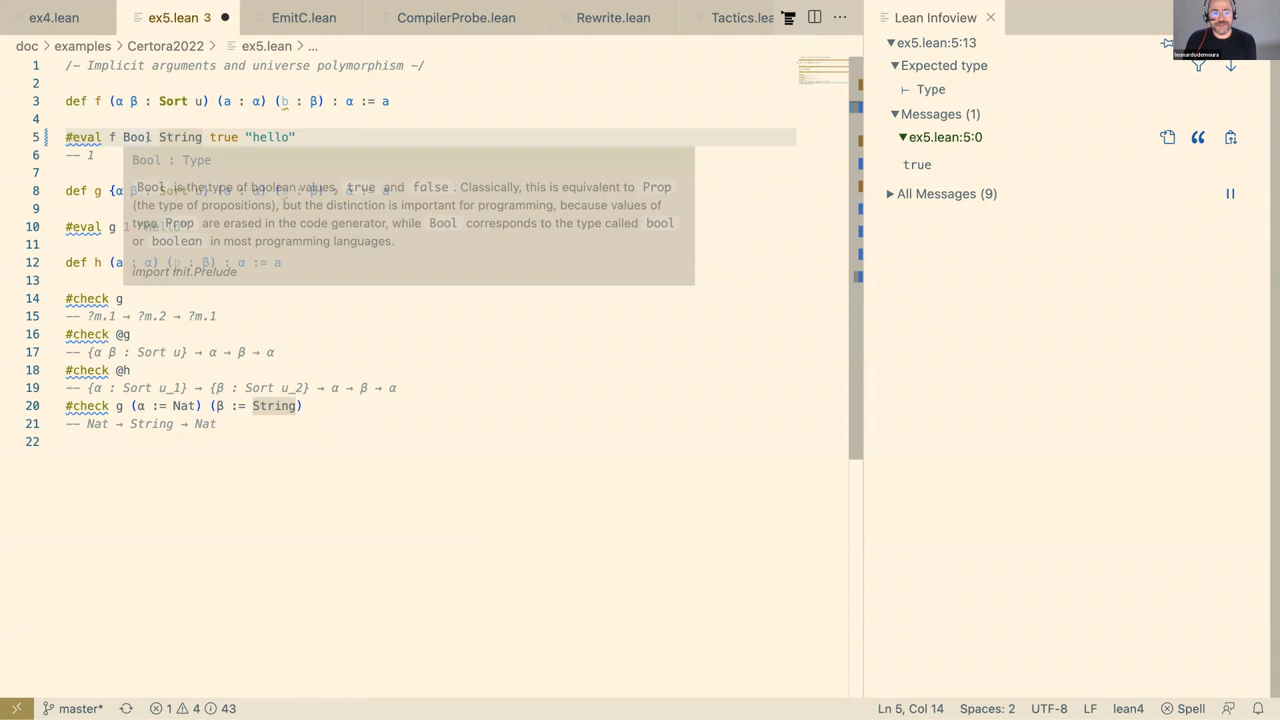 ex4.lean
ex5.lean 3
EmitC.lean
CompilerProbe.lean
Rewrite.lean
Tactics.lea
Lean Infoview
doc > examples > Certora2022 > ex5.lean > ...
1 /- Implicit arguments and universe polymorphism -/
2
3 def f (α β : Sort u) (a : α) (b : β) : α := a
4
5 #eval f Bool String true "hello"
6 -- 1
Bool : Type
7
Bool is the type of boolean values, true and false . Classically, this is equivalent to Prop
8 def g {α β : Sort u} (a : α) (b : β) : α := a
(the type of propositions), but the distinction is important for programming, because values of
9
type Prop are erased in the code generator, while Bool corresponds to the type called bool
10 #eval g 1
or boolean in most programming languages.
11
12 def h (a : α) (b : β) : α := a
import Init.Prelude
13
14 #check g
15 -- ?m.1 → ?m.2 → ?m.1
16 #check @g
17 -- {α β : Sort u} → α → β → α
18 #check @h
19 -- {α : Sort u_1} → {β : Sort u_2} → α → β → α
20 #check g (α := Nat) (β := String)
21 -- Nat → String → Nat
22
ex5.lean:5:13
Expected type
⊢ Type
Messages (1)
ex5.lean:5:0
true
All Messages (9)
leonardodemoura
master*
1 4 43
Ln 5, Col 14
Spaces: 2
UTF-8
LF
lean4
Spell